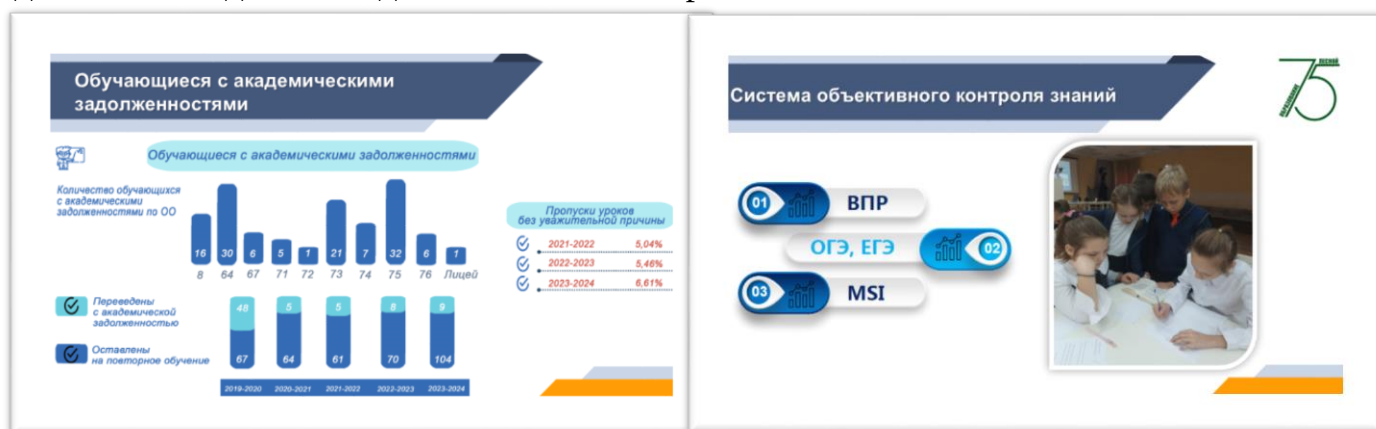 Обучающиеся с академическими
задолженностями
Обучающиеся с академическими задолженностями
Количество обучающихся
с академическими
задолженностями по ОО
16 30 6 5 1 21 7 32 6 1
8 64 67 71 72 73 74 75 76 Лицей
Пропуски уроков
без уважительной причины
2021-2022 5,04%
2022-2023 5,46%
2023-2024 6,61%
Переведены
с академической
задолженностью
48 5 5 8 9
Оставлены
на повторное обучение
67 64 61 70 104
2019-2020 2020-2021 2021-2022 2022-2023 2023-2024
Система объективного контроля знаний
75
ОБРАЗОВАНИЕ
ЛЕСНОЙ
01 ВПР
ОГЭ, ЕГЭ 02
03 MSI